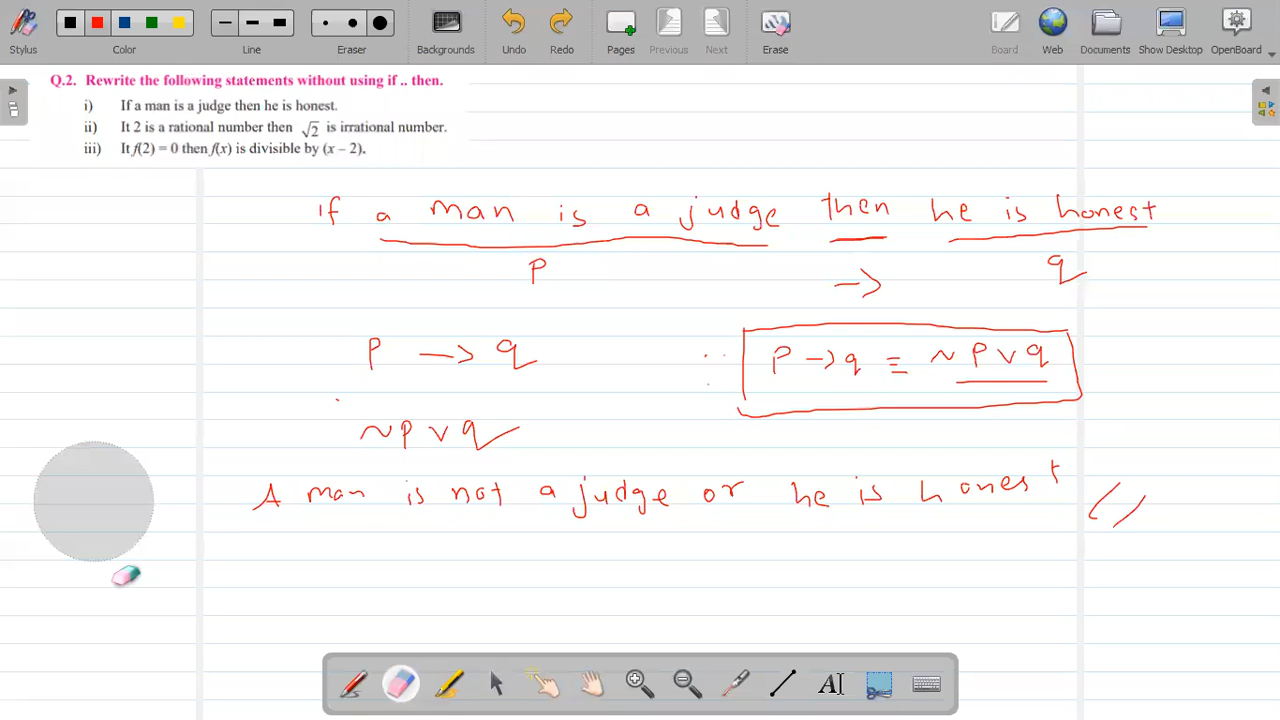 Stylus Color Line Eraser Backgrounds Undo Redo Pages Previous Next Erase Board Web Documents Show Desktop OpenBoard
Q.2. Rewrite the following statements without using if .. then.
i) If a man is a judge then he is honest.
ii) It 2 is a rational number then √2 is irrational number.
iii) It f(2) = 0 then f(x) is divisible by (x – 2).
If a man is a judge then he is honest
p → q
p → q ∵ p → q ≡ ~ p ∨ q
~p ∨ q
A man is not a judge or he is honest
AI